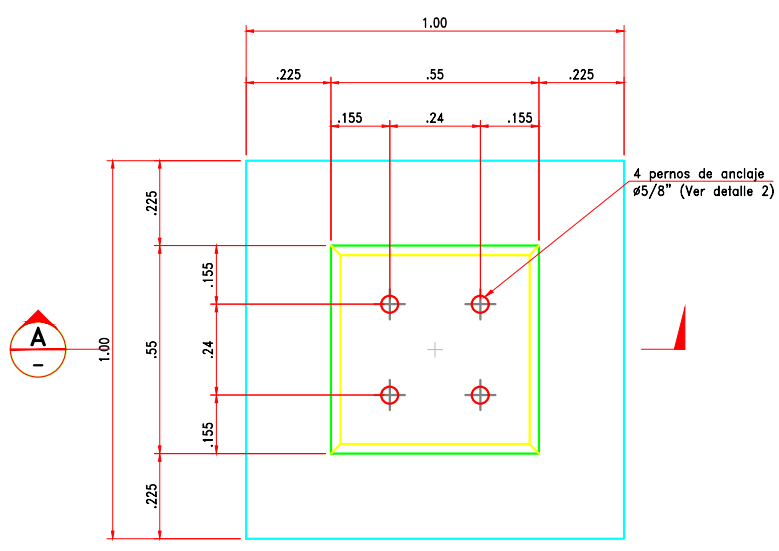 1.00
.225 .55 .225
.155 .24 .155
4 pernos de anclaje
ø5/8" (Ver detalle 2)
.225
.155
A
-
1.00
.55
.24
.155
.225